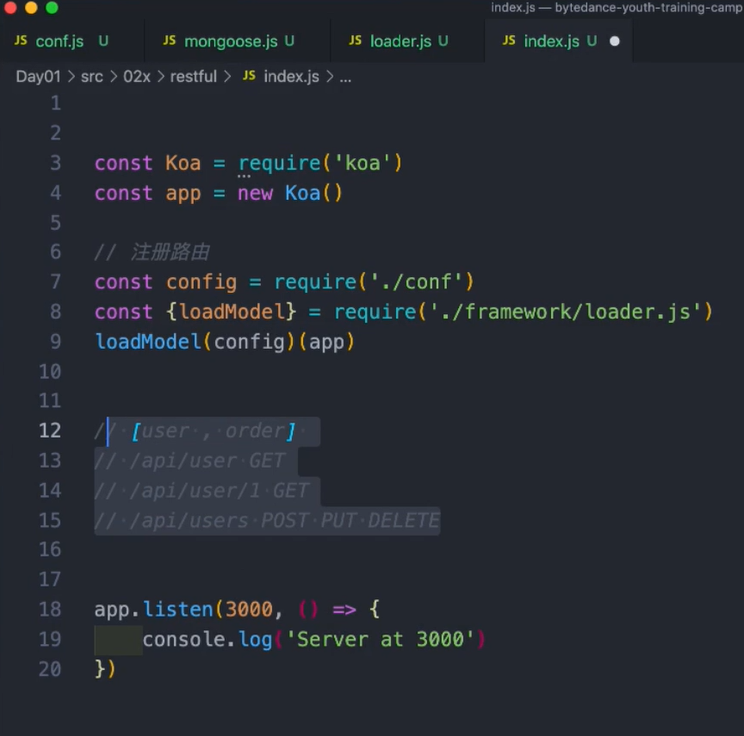 index.js — bytedance-youth-training-camp
JS conf.js U JS mongoose.js U JS loader.js U JS index.js U
Day01 > src > 02x > restful > JS index.js > ...
1
2
3 const Koa = require('koa')
4 const app = new Koa()
5
6 // 注册路由
7 const config = require('./conf')
8 const {loadModel} = require('./framework/loader.js')
9 loadModel(config)(app)
10
11
12 // [user , order]
13 // /api/user GET
14 // /api/user/1 GET
15 // /api/users POST PUT DELETE
16
17
18 app.listen(3000, () => {
19 console.log('Server at 3000')
20 })